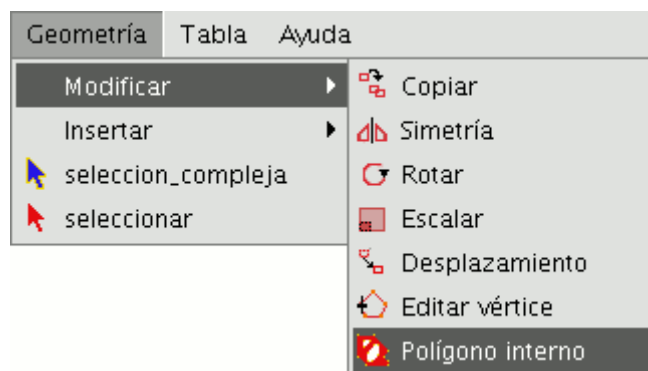 Geometría Tabla Ayuda
Modificar
Insertar
seleccion_compleja
seleccionar
Copiar
Simetría
Rotar
Escalar
Desplazamiento
Editar vértice
Polígono interno